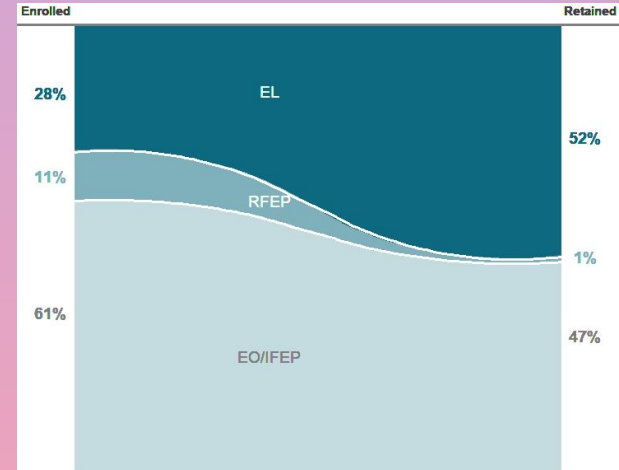 Enrolled Retained
28% EL 52%
11% RFEP 1%
61% EO/IFEP 47%